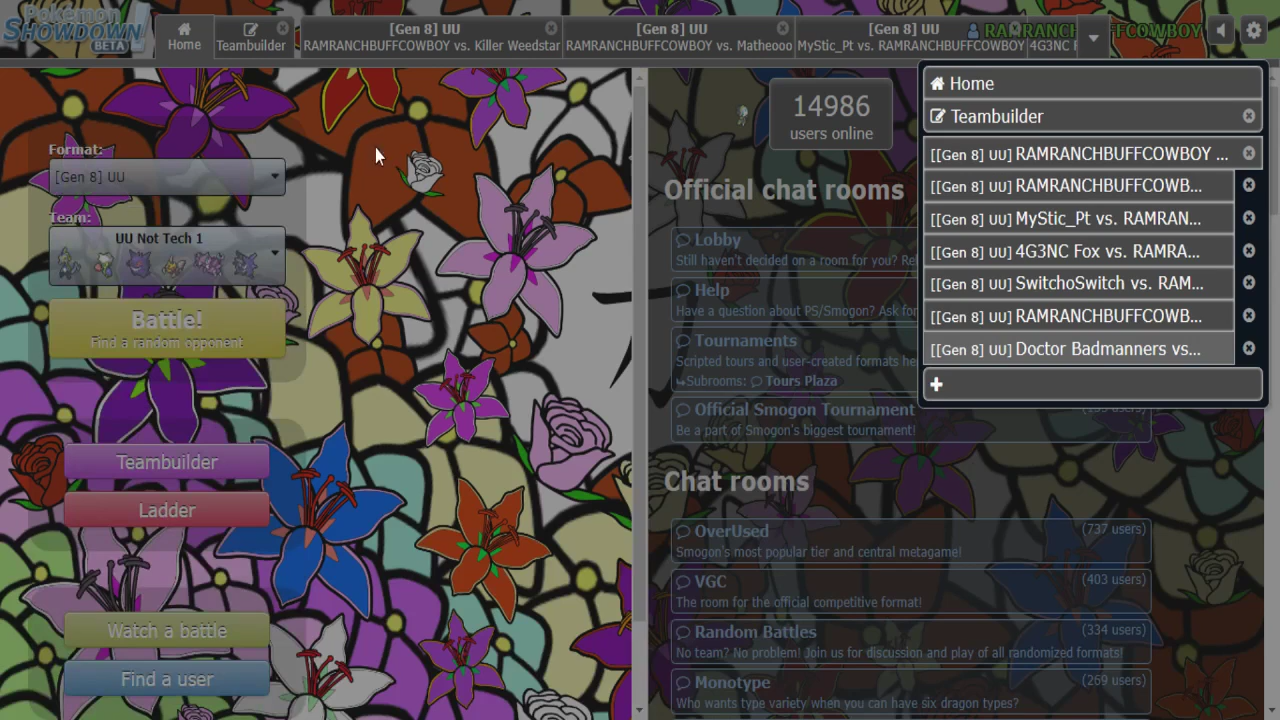 Pokémon
SHOWDOWN!
BETA
Home
Teambuilder
[Gen 8] UU
RAMRANCHBUFFCOWBOY vs. Killer Weedstar
[Gen 8] UU
RAMRANCHBUFFCOWBOY vs. Matheooo
[Gen 8] UU
MyStic_Pt vs. RAMRANCHBUFFCOWBOY
4G3NC F
Format:
[Gen 8] UU
Team:
UU Not Tech 1
Battle!
Find a random opponent
Teambuilder
Ladder
Watch a battle
Find a user
14986
users online
Official chat rooms
Lobby
Still haven't decided on a room for you? Rel
Help
Have a question about PS/Smogon? Ask fo
Tournaments
Scripted tours and user-created formats he
Subrooms: Tours Plaza
Official Smogon Tournament
Be a part of Smogon's biggest tournament!
Chat rooms
OverUsed (737 users)
Smogon's most popular tier and central metagame!
VGC (403 users)
The room for the official competitive format!
Random Battles (334 users)
No team? No problem! Join us for discussion and play of all randomized formats!
Monotype (269 users)
Who wants type variety when you can have six dragon types?
Home
Teambuilder
[[Gen 8] UU] RAMRANCHBUFFCOWBOY ...
[[Gen 8] UU] RAMRANCHBUFFCOWB...
[[Gen 8] UU] MyStic_Pt vs. RAMRAN...
[[Gen 8] UU] 4G3NC Fox vs. RAMRA...
[[Gen 8] UU] SwitchoSwitch vs. RAM...
[[Gen 8] UU] RAMRANCHBUFFCOWB...
[[Gen 8] UU] Doctor Badmanners vs...